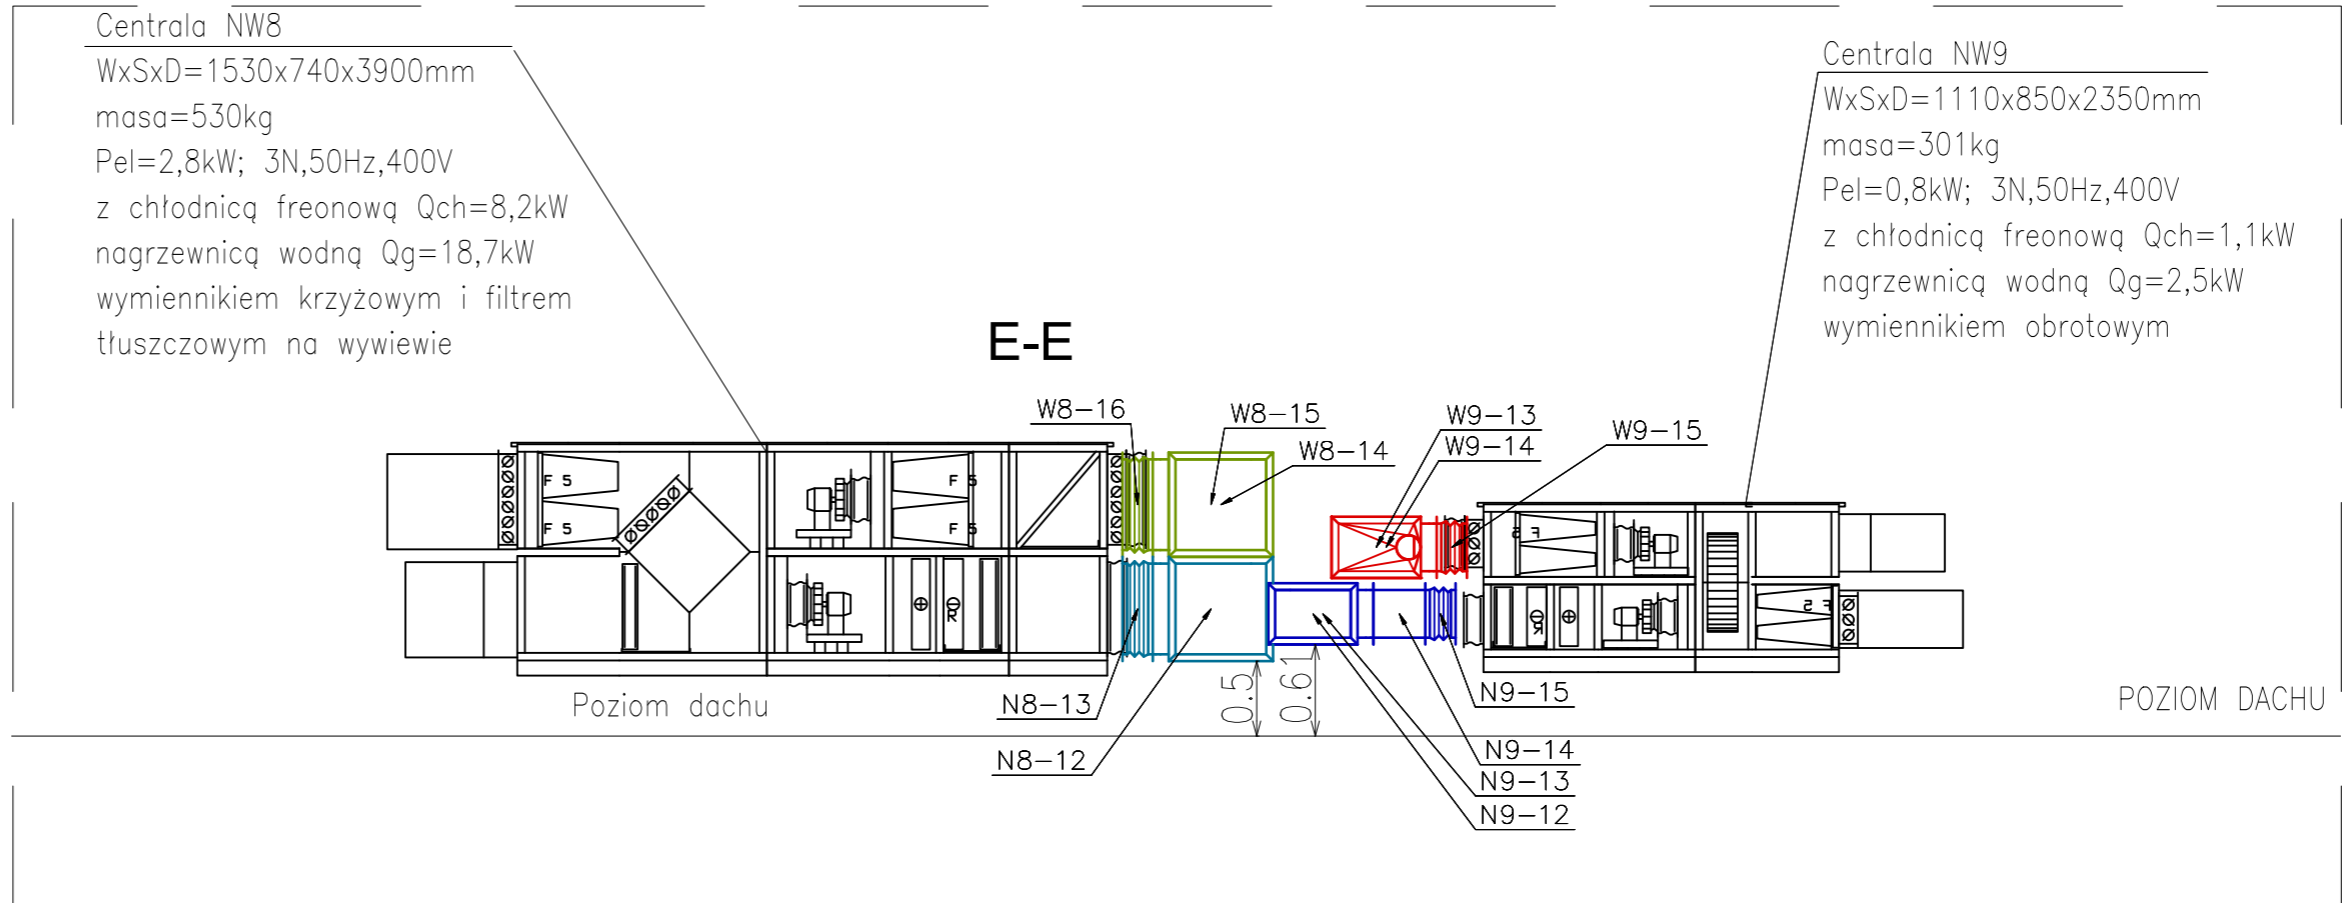 Centrala NW8
WxSxD=1530x740x3900mm
masa=530kg
Pel=2,8kW; 3N,50Hz,400V
z chłodnicą freonową Qch=8,2kW
nagrzewnicą wodną Qg=18,7kW
wymiennikiem krzyżowym i filtrem
tłuszczowym na wywiewie
Centrala NW9
WxSxD=1110x850x2350mm
masa=301kg
Pel=0,8kW; 3N,50Hz,400V
z chłodnicą freonową Qch=1,1kW
nagrzewnicą wodną Qg=2,5kW
wymiennikiem obrotowym
E-E
W8-16
W8-15
W8-14
W9-13
W9-14
W9-15
F 5
F 5
F 5
F 5
F 5
F 5
R
R
N8-13
N8-12
0.5
0.61
N9-15
N9-14
N9-13
N9-12
Poziom dachu
POZIOM DACHU